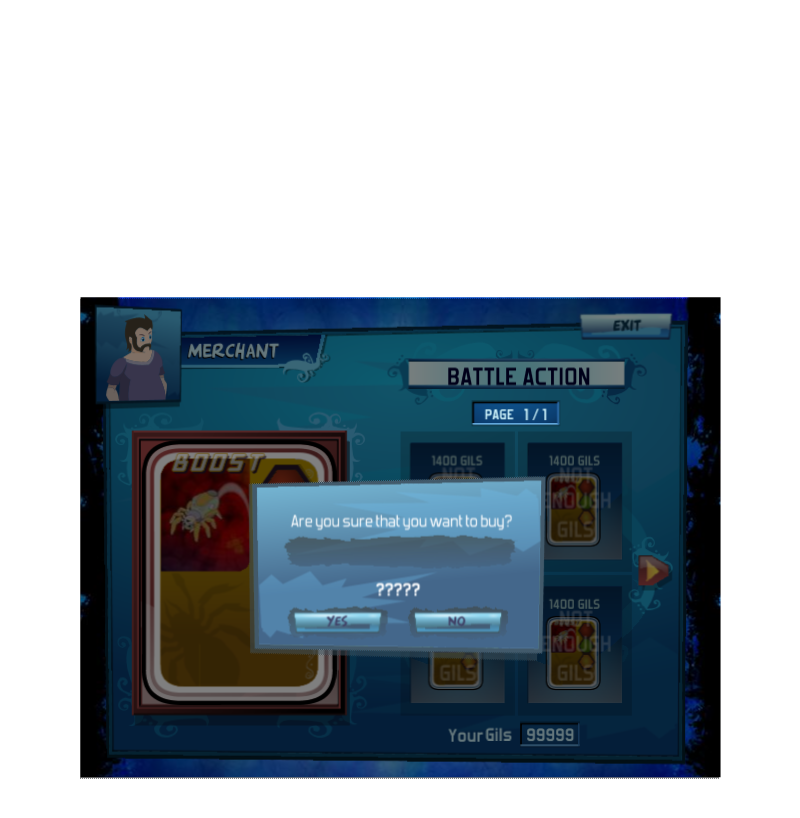 EXIT
MERCHANT
BATTLE ACTION
PAGE 1/1
BOOST
1400 GILS
NOT
1400 GILS
NOT
ENOUGH
GILS
Are you sure that you want to buy?
?????
YES
NO
1400 GILS
NOT
ENOUGH
GILS
GILS
Your Gils 99999